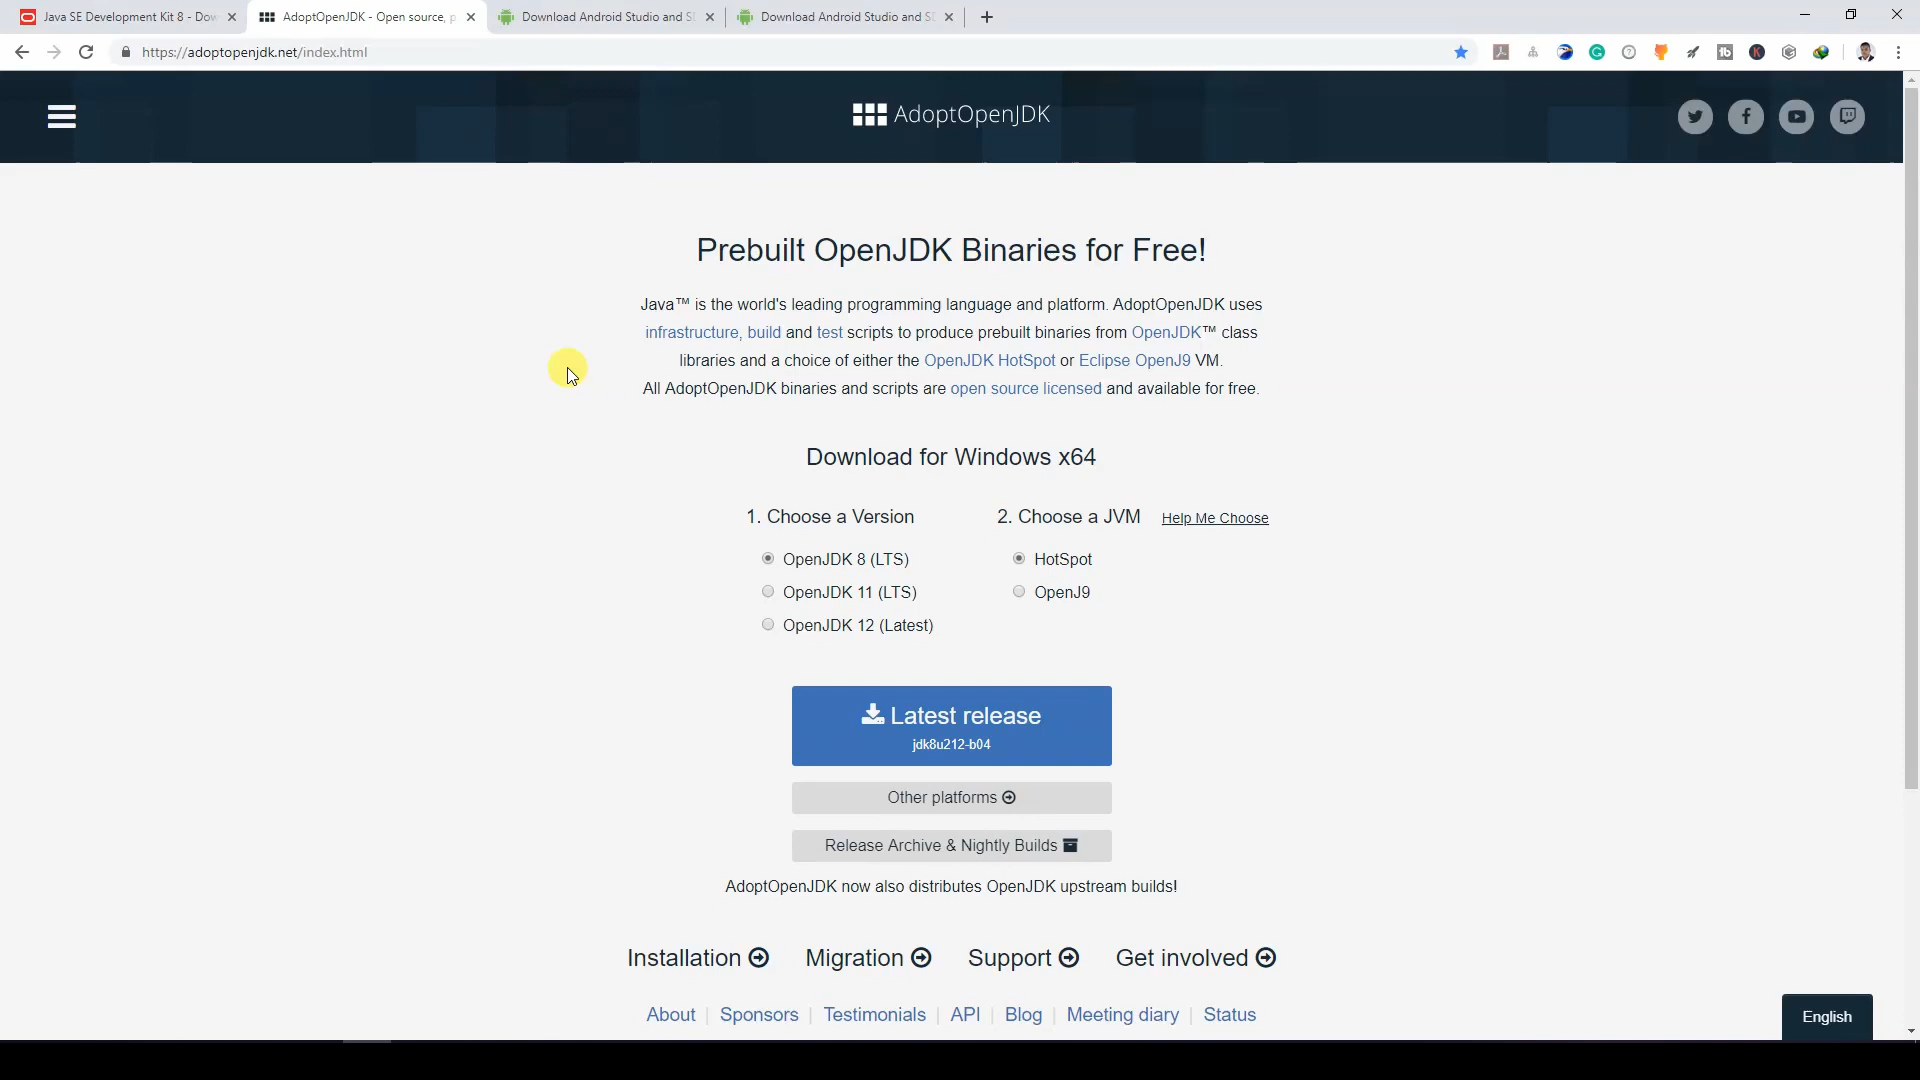 Java SE Development Kit 8 - Dow
AdoptOpenJDK - Open source, p
Download Android Studio and S
Download Android Studio and S
https://adoptopenjdk.net/index.html
AdoptOpenJDK
Prebuilt OpenJDK Binaries for Free!
Java™ is the world's leading programming language and platform. AdoptOpenJDK uses
infrastructure, build and test scripts to produce prebuilt binaries from OpenJDK™ class
libraries and a choice of either the OpenJDK HotSpot or Eclipse OpenJ9 VM.
All AdoptOpenJDK binaries and scripts are open source licensed and available for free.
Download for Windows x64
1. Choose a Version
2. Choose a JVM Help Me Choose
OpenJDK 8 (LTS)
HotSpot
OpenJDK 11 (LTS)
OpenJ9
OpenJDK 12 (Latest)
Latest release
jdk8u212-b04
Other platforms
Release Archive & Nightly Builds
AdoptOpenJDK now also distributes OpenJDK upstream builds!
Installation Migration Support Get involved
About | Sponsors | Testimonials | API | Blog | Meeting diary | Status
English